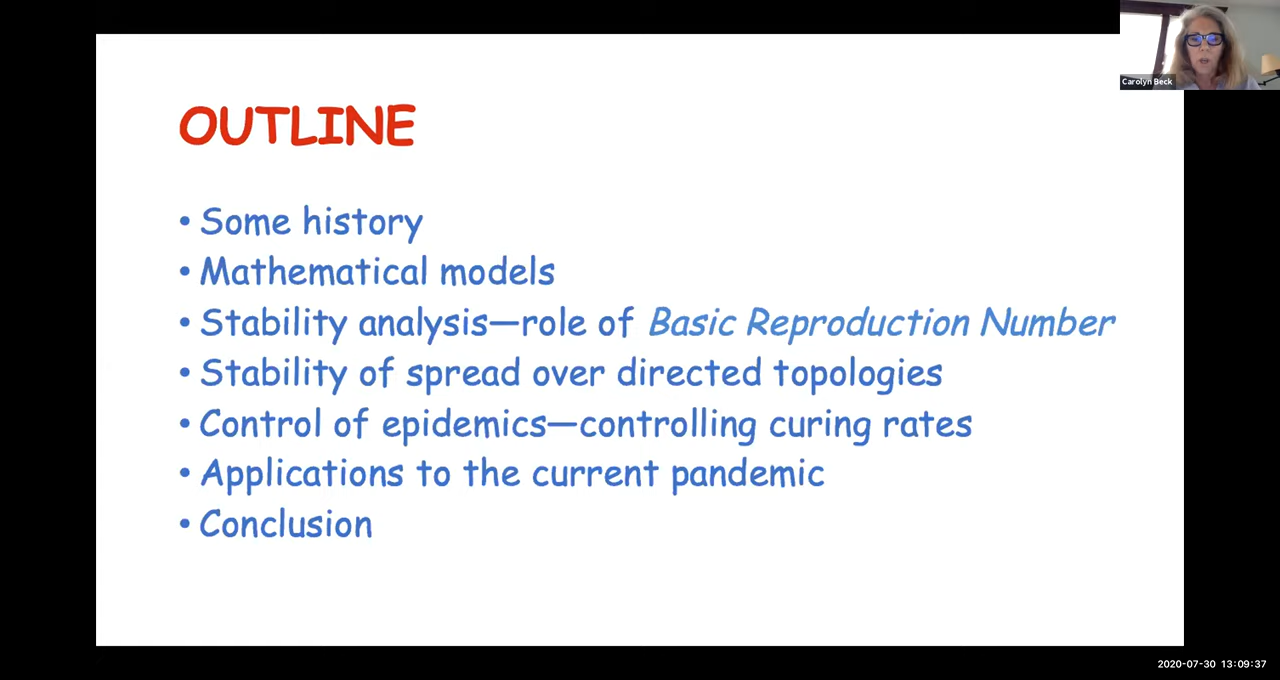 Carolyn Beck
OUTLINE
• Some history
• Mathematical models
• Stability analysis—role of Basic Reproduction Number
• Stability of spread over directed topologies
• Control of epidemics—controlling curing rates
• Applications to the current pandemic
• Conclusion
2020-07-30 13:09:37